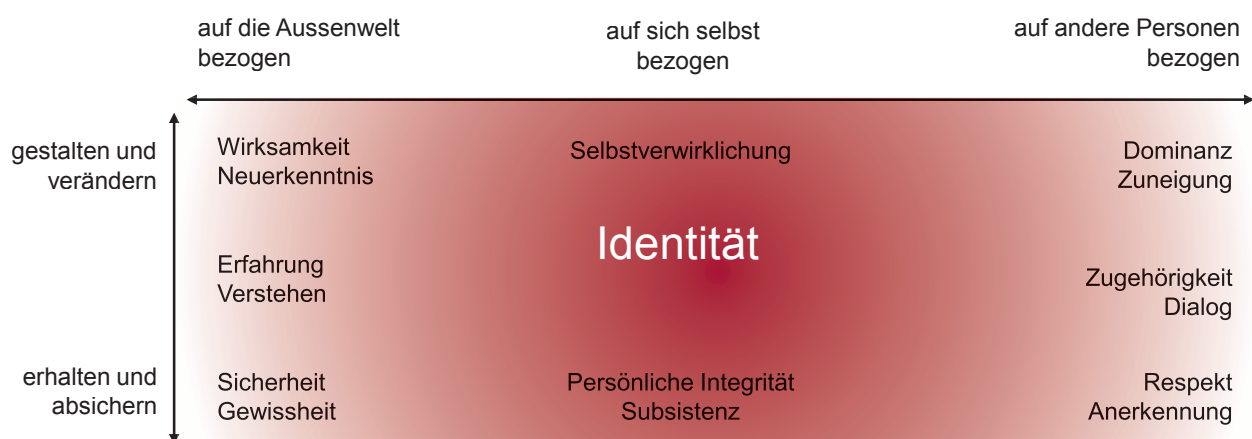 auf die Aussenwelt
bezogen
auf sich selbst
bezogen
auf andere Personen
bezogen
gestalten und
verändern
Wirksamkeit
Neuerkenntnis
Selbstverwirklichung
Dominanz
Zuneigung
Identität
Erfahrung
Verstehen
Zugehörigkeit
Dialog
erhalten und
absichern
Sicherheit
Gewissheit
Persönliche Integrität
Subsistenz
Respekt
Anerkennung